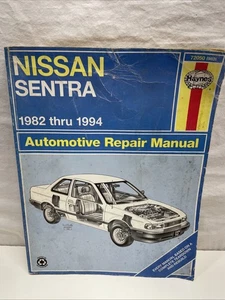 NISSAN
SENTRA
Haynes
1982 thru 1994
Automotive Repair Manual